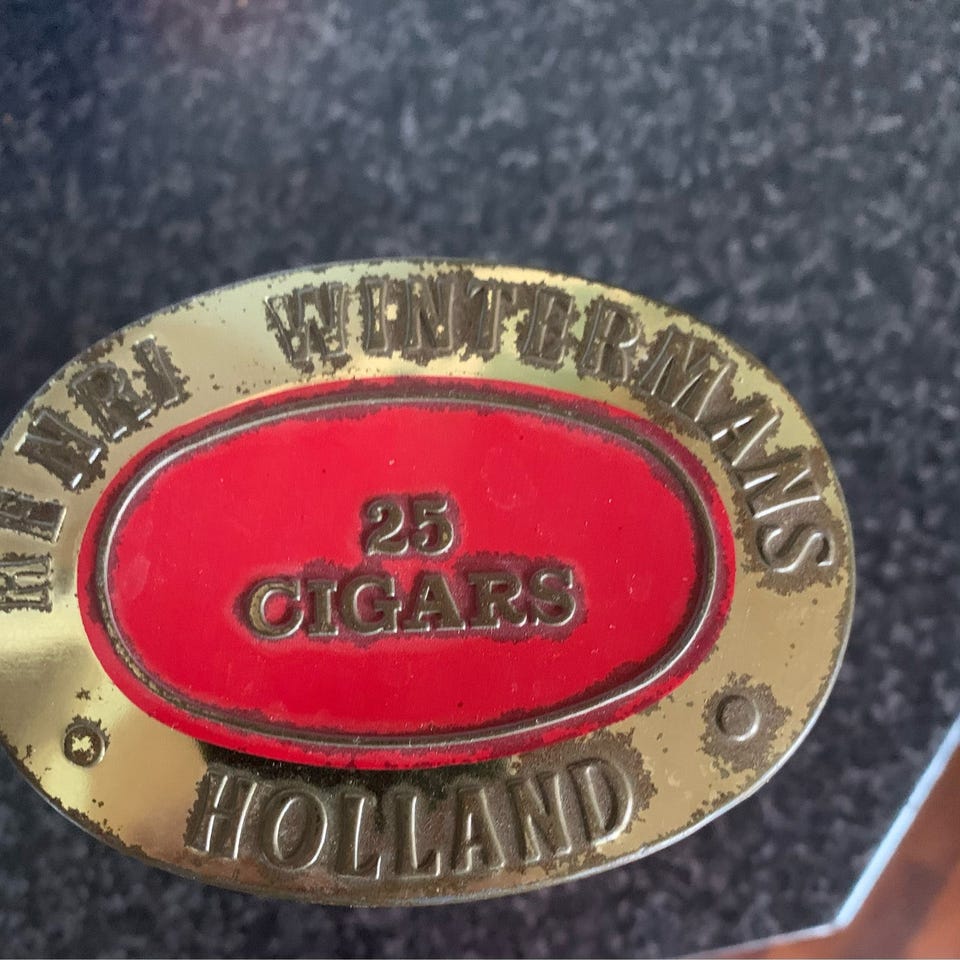 HENRI WINTERMANS
25
CIGARS
HOLLAND